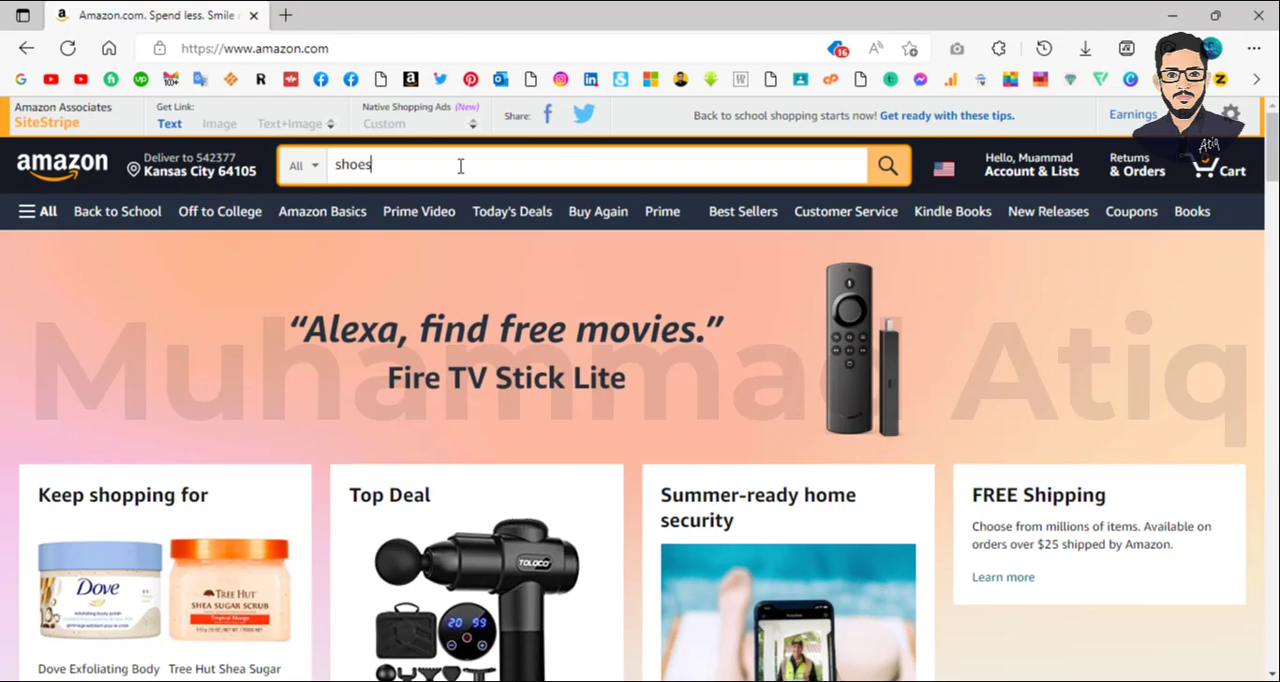 Amazon.com. Spend less. Smile
https://www.amazon.com
16
Amazon Associates
SiteStripe
Get Link:
Text Image Text+Image
Native Shopping Ads (New)
Custom
Share:
Back to school shopping starts now! Get ready with these tips.
Earnings
Atiq
amazon
Deliver to 542377
Kansas City 64105
All
shoes
Hello, Muammad
Account & Lists
Returns
& Orders
Cart
All Back to School Off to College Amazon Basics Prime Video Today's Deals Buy Again Prime Best Sellers Customer Service Kindle Books New Releases Coupons Books
“Alexa, find free movies.”
Fire TV Stick Lite
Muhammad Atiq
Keep shopping for
Dove
TREE HUT
SHEA SUGAR SCRUB
Tropical Mango
Dove Exfoliating Body Tree Hut Shea Sugar
Top Deal
TOLOCO
20 99
Summer-ready home
security
FREE Shipping
Choose from millions of items. Available on
orders over $25 shipped by Amazon.
Learn more